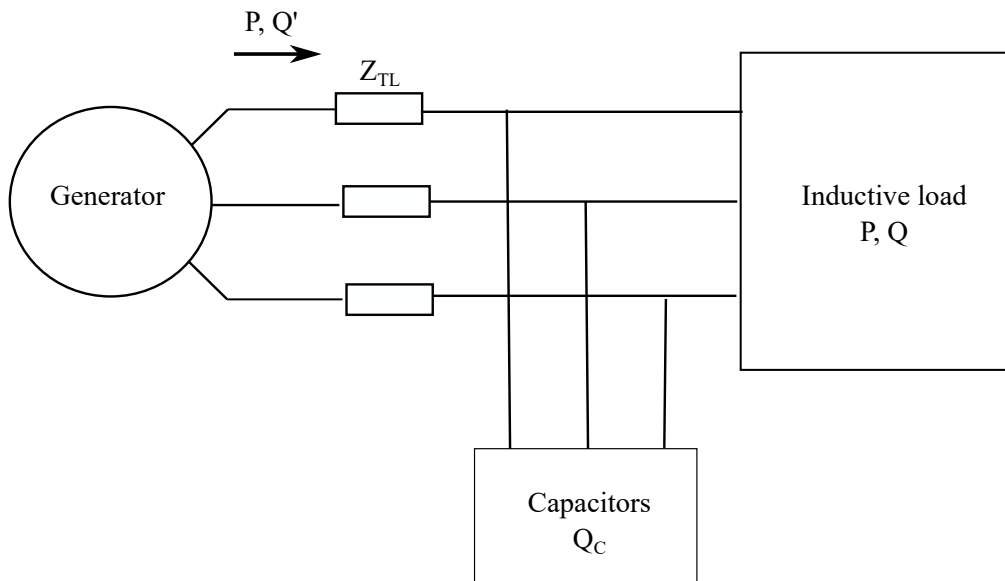 P, Q'
Z_TL
Generator
Inductive load
P, Q
Capacitors
Q_C